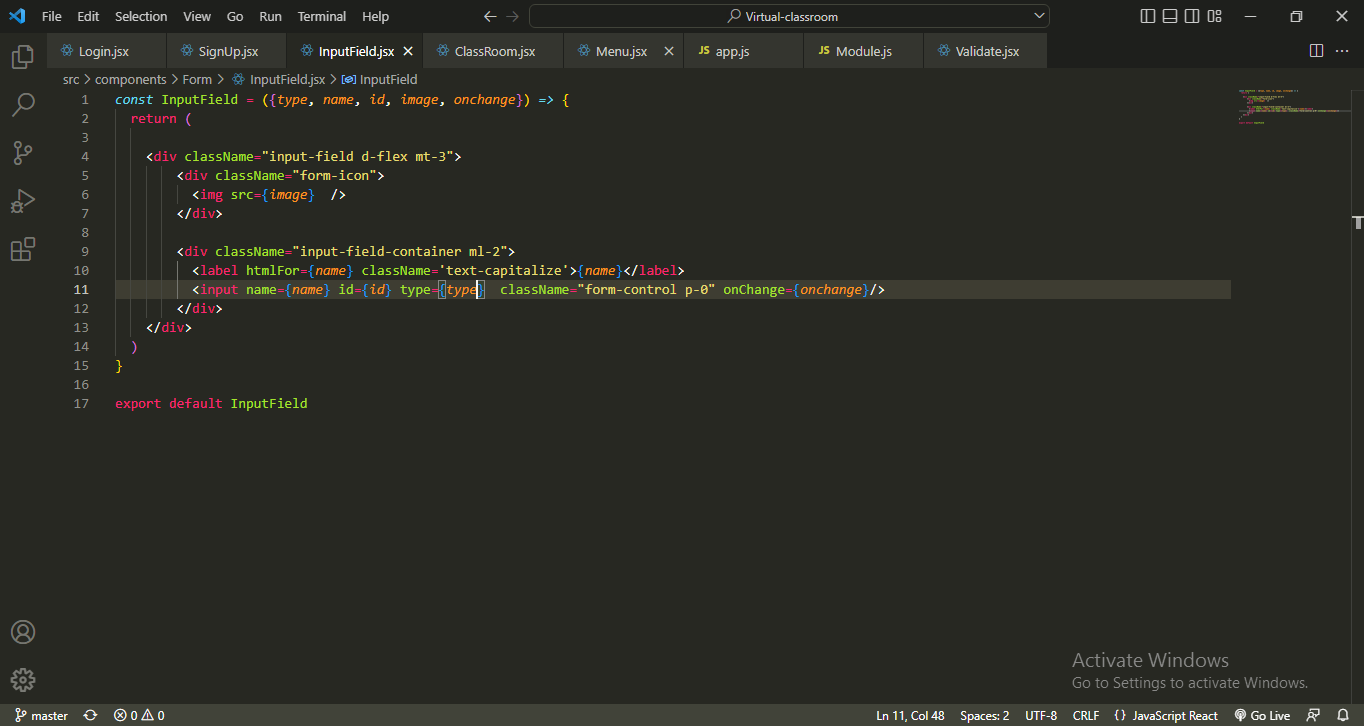 File Edit Selection View Go Run Terminal Help Virtual-classroom
Login.jsx SignUp.jsx InputField.jsx ClassRoom.jsx Menu.jsx JS app.js JS Module.js Validate.jsx
src > components > Form > InputField.jsx > InputField
1 const InputField = ({type, name, id, image, onchange}) => {
2 return (
3
4 <div className="input-field d-flex mt-3">
5 <div className="form-icon">
6 <img src={image}  />
7 </div>
8
9 <div className="input-field-container ml-2">
10 <label htmlFor={name} className='text-capitalize'>{name}</label>
11 <input name={name} id={id} type={type}  className="form-control p-0" onChange={onchange}/>
12 </div>
13 </div>
14 )
15 }
16
17 export default InputField
Activate Windows
Go to Settings to activate Windows.
master 0 0 Ln 11, Col 48 Spaces: 2 UTF-8 CRLF {} JavaScript React Go Live